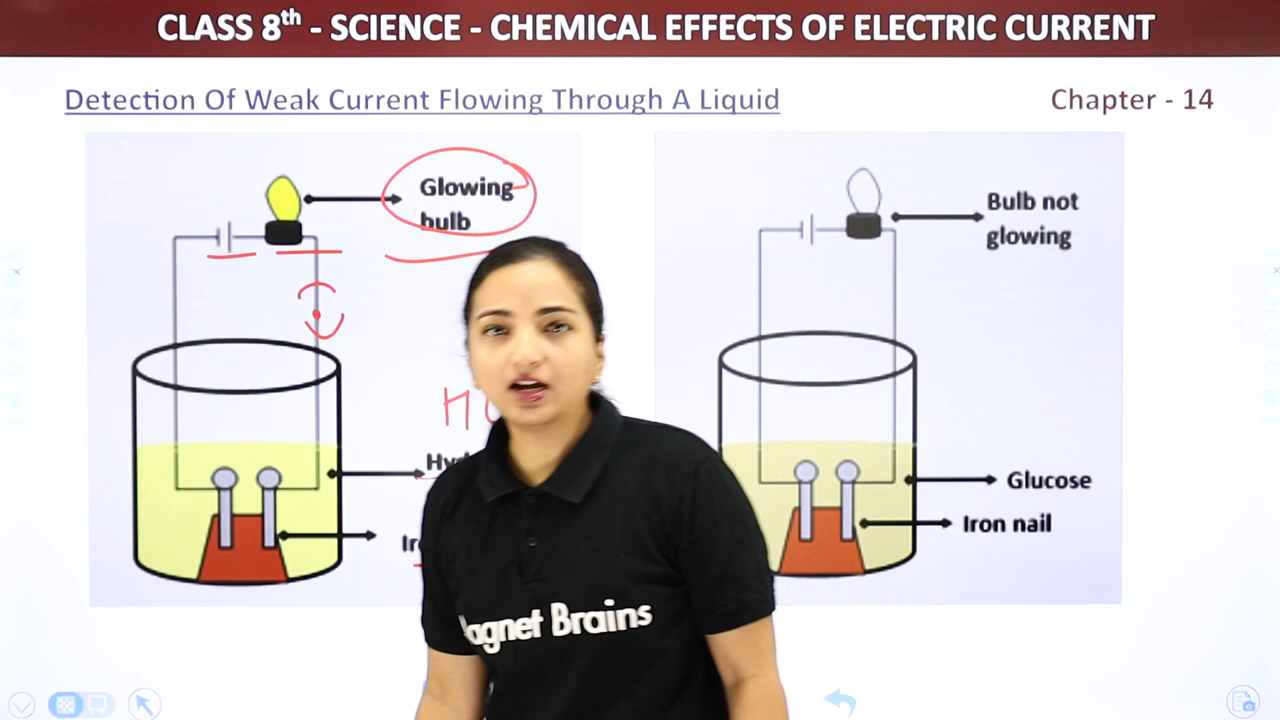 CLASS 8th - SCIENCE - CHEMICAL EFFECTS OF ELECTRIC CURRENT
Detection Of Weak Current Flowing Through A Liquid
Chapter - 14
Glowing
bulb
Bulb not
glowing
Glucose
Iron nail
agnet Brains